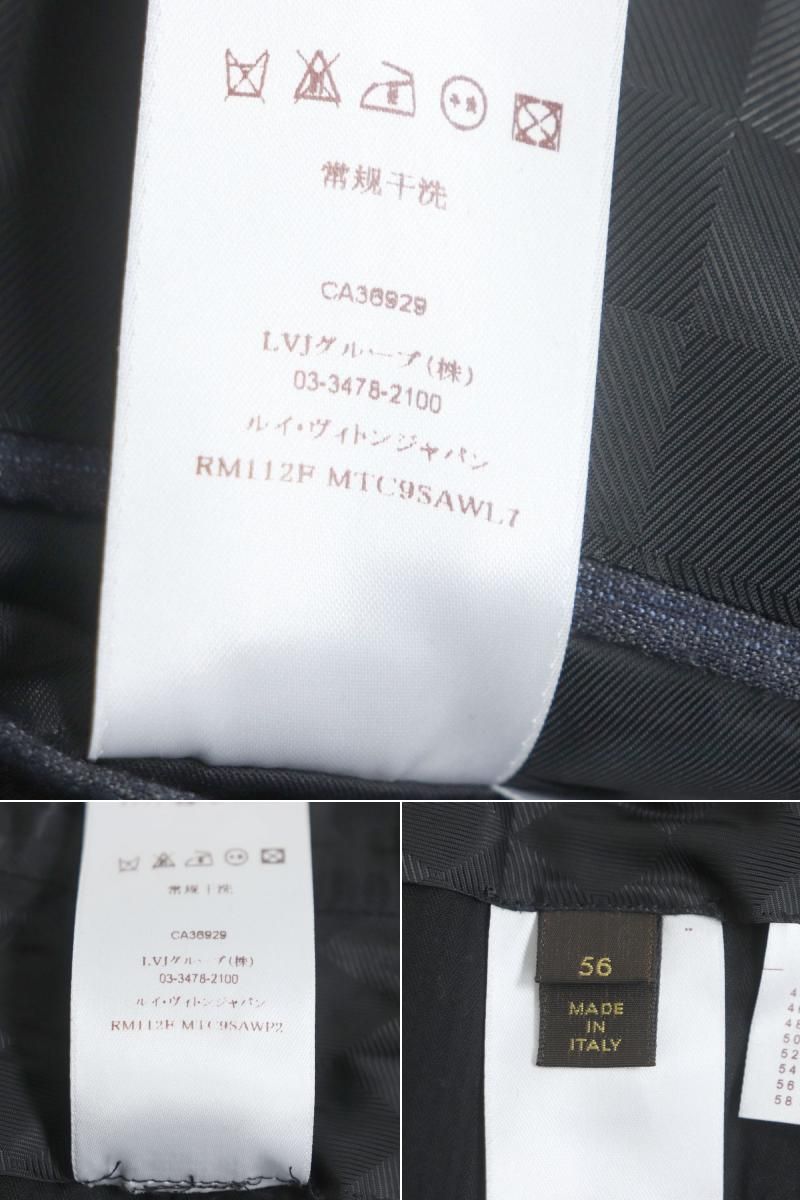 常规干洗
CA36929
LVJグループ(株)
03-3478-2100
ルイ・ヴィトンジャパン
RM112F MTC9SAWL7
常规干洗
CA36929
LVJグループ(株)
03-3478-2100
ルイ・ヴィトンジャパン
RM112F MTC9SAWP2
56
MADE
IN
ITALY
48
50
52
54
56
58